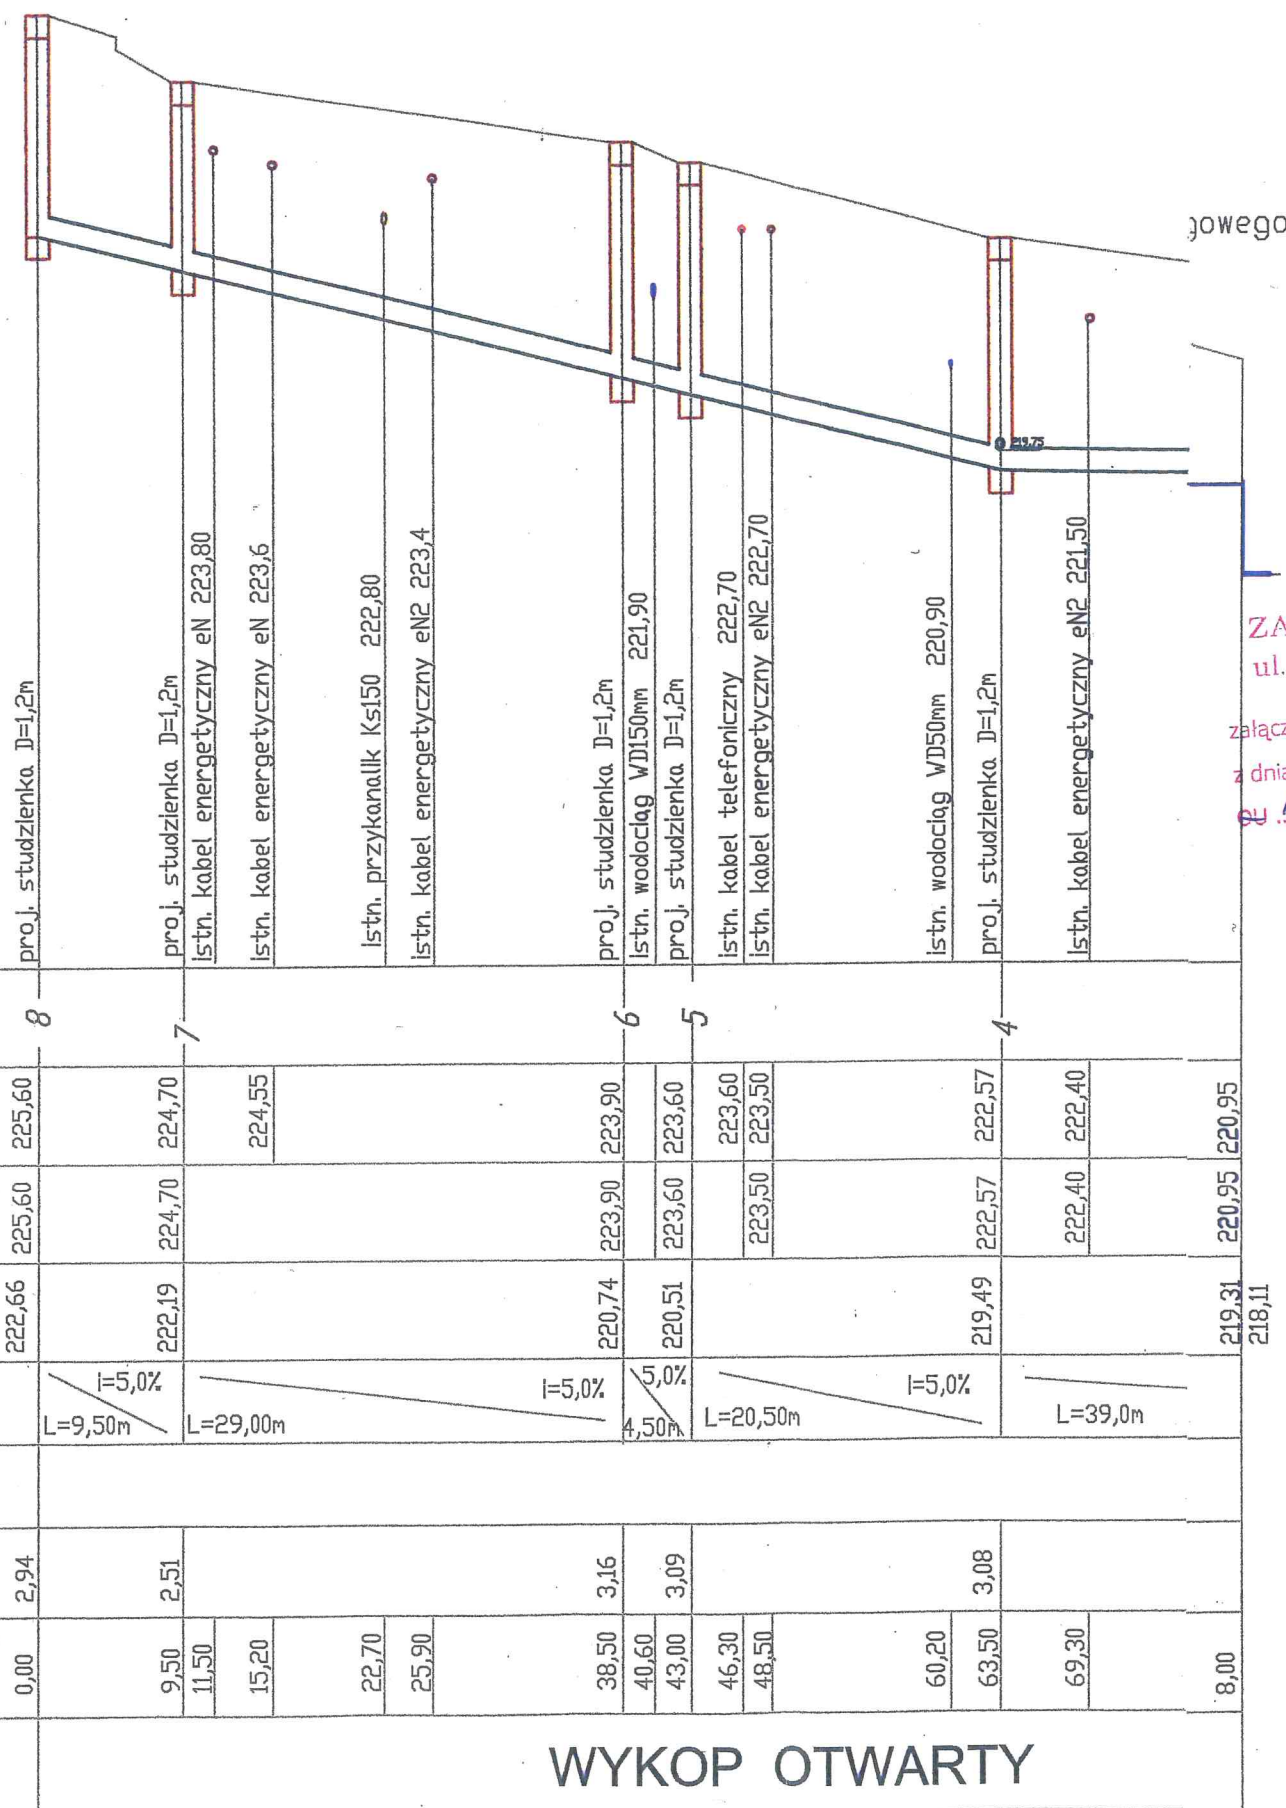 gowego
219,75
ZA
ul.
załącz
z dnia
proj. studzienka D=1,2m
proj. studzienka D=1,2m
istn. kabel energetyczny eN 223,80
istn. kabel energetyczny eN 223,6
istn. przykanalik Ks150 222,80
istn. kabel energetyczny eN2 223,4
proj. studzienka D=1,2m
istn. wodociąg WD150mm 221,90
proj. studzienka D=1,2m
istn. kabel telefoniczny 222,70
istn. kabel energetyczny eN2 222,70
istn. wodociąg WD50mm 220,90
proj. studzienka D=1,2m
istn. kabel energetyczny eN2 221,50
8 7 6 5 4
225,60 224,70 224,55 223,90 223,60 223,60 223,50 222,57 222,40 220,95
225,60 224,70 223,90 223,60 223,50 222,57 222,40 220,95
222,66 222,19 220,74 220,51 219,49 219,31
218,11
i=5,0% i=5,0% 5,0% i=5,0%
L=9,50m L=29,00m 4,50m L=20,50m L=39,0m
2,94 2,51 3,16 3,09 3,08
0,00 9,50 11,50 15,20 22,70 25,90 38,50 40,60 43,00 46,30 48,50 60,20 63,50 69,30 8,00
WYKOP OTWARTY